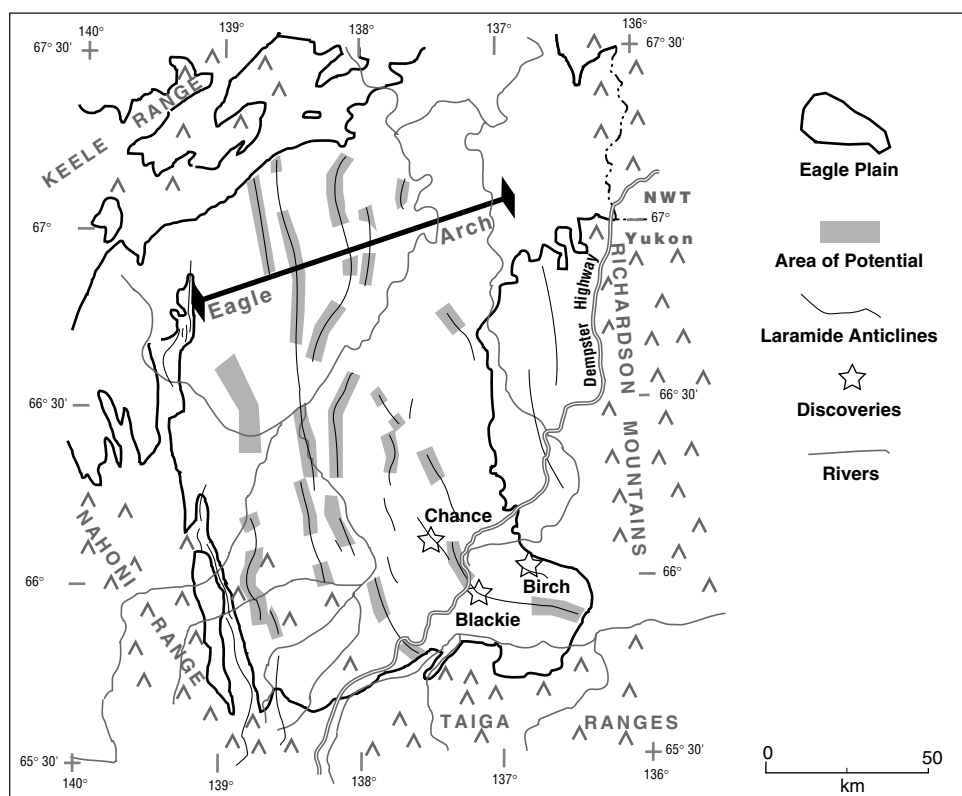 140°
139°
138°
137°
136°
67° 30'
67° 30'
KEELE RANGE
Eagle Plain
NWT
67°
67°
Yukon
Arch
Eagle
Area of Potential
Dempster Highway
RICHARDSON MOUNTAINS
Laramide Anticlines
66° 30'
66° 30'
Discoveries
Rivers
Chance
NAHONI RANGE
66°
66°
Birch
Blackie
TAIGA RANGES
65° 30'
65° 30'
140°
139°
138°
137°
136°
0 50
km